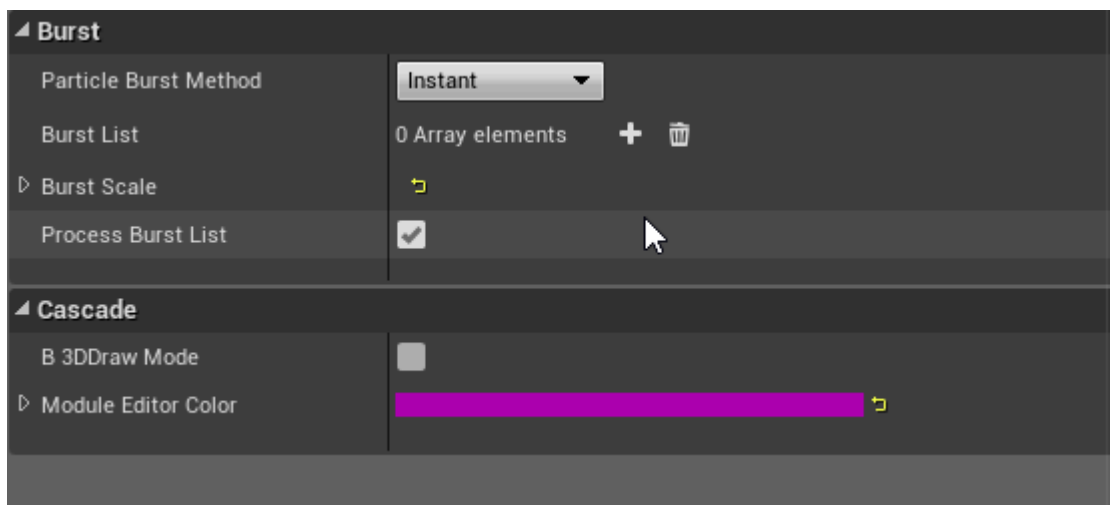 Burst
Particle Burst Method Instant
Burst List 0 Array elements
Burst Scale
Process Burst List
Cascade
B 3DDraw Mode
Module Editor Color